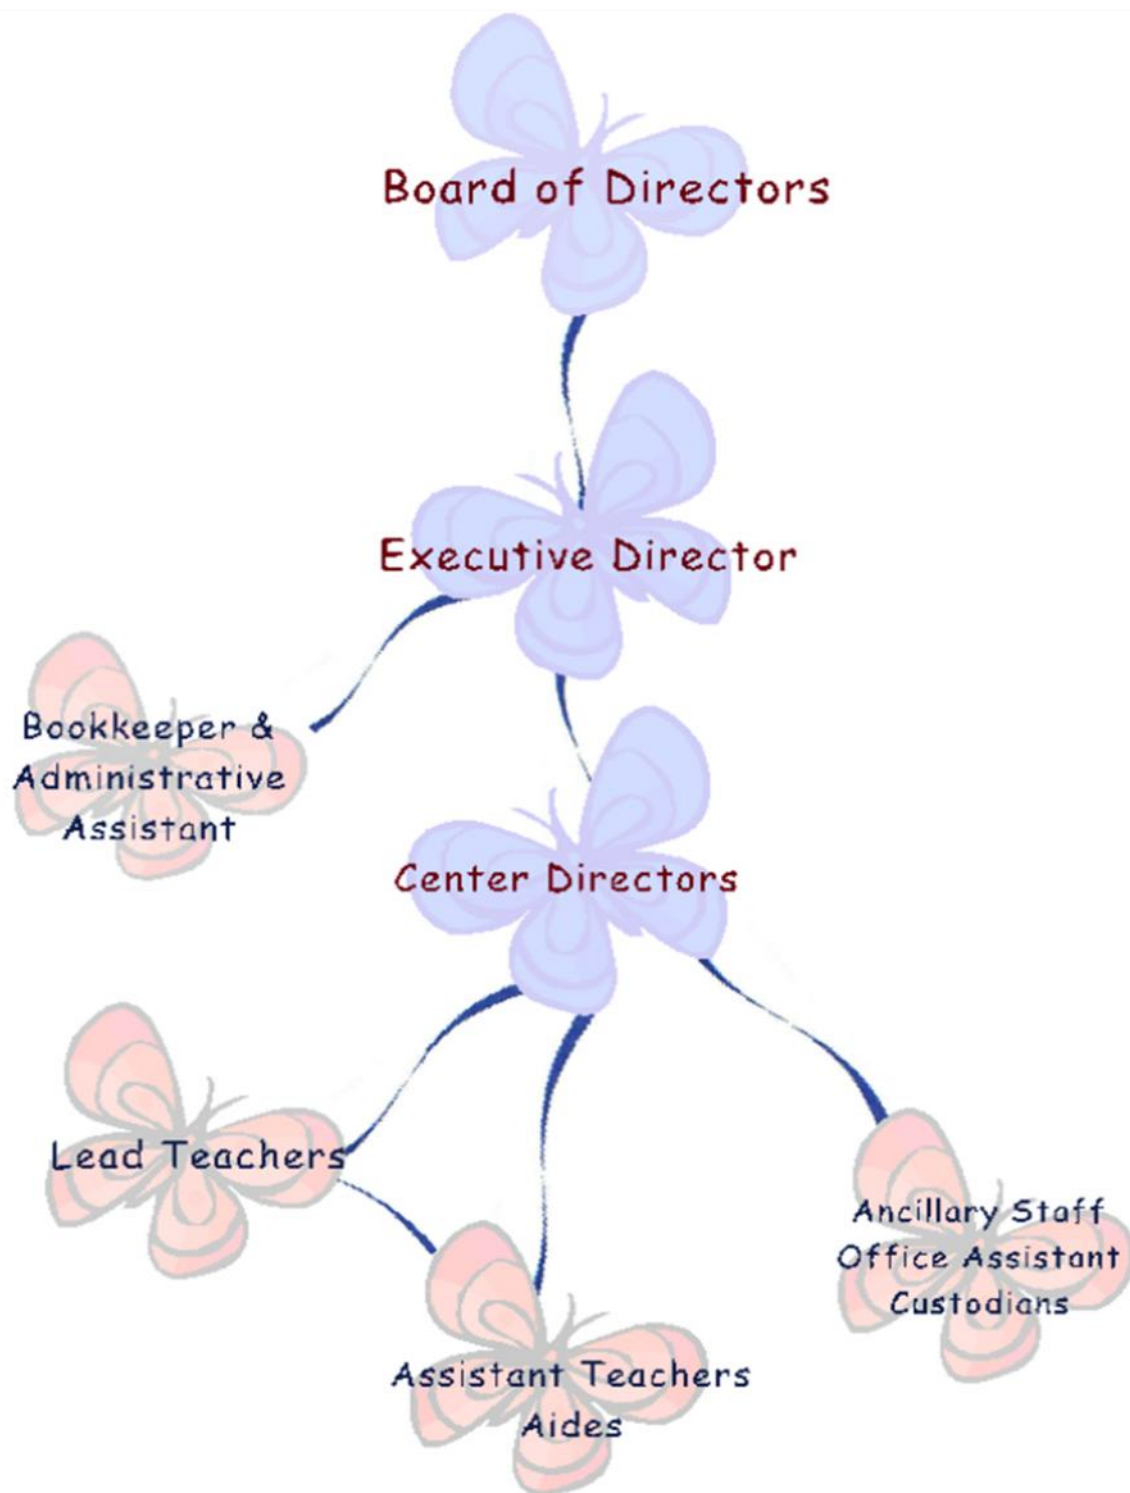 Board of Directors
Executive Director
Bookkeeper &
Administrative
Assistant
Center Directors
Lead Teachers
Ancillary Staff
Office Assistant
Custodians
Assistant Teachers
Aides